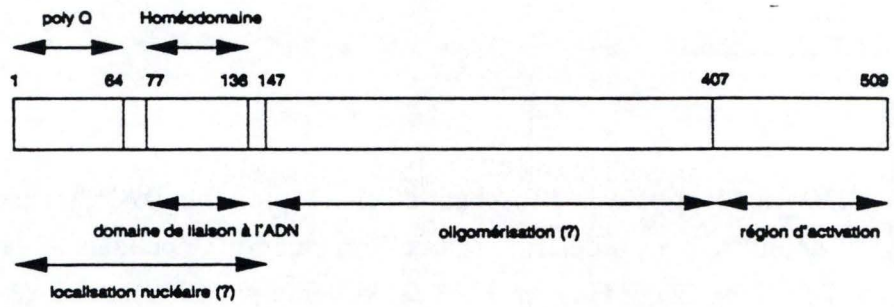 poly Q Homéodomaine
1 64 77 136 147 407 509
domaine de liaison à l'ADN oligomérisation (?) région d'activation
localisation nucléaire (?)